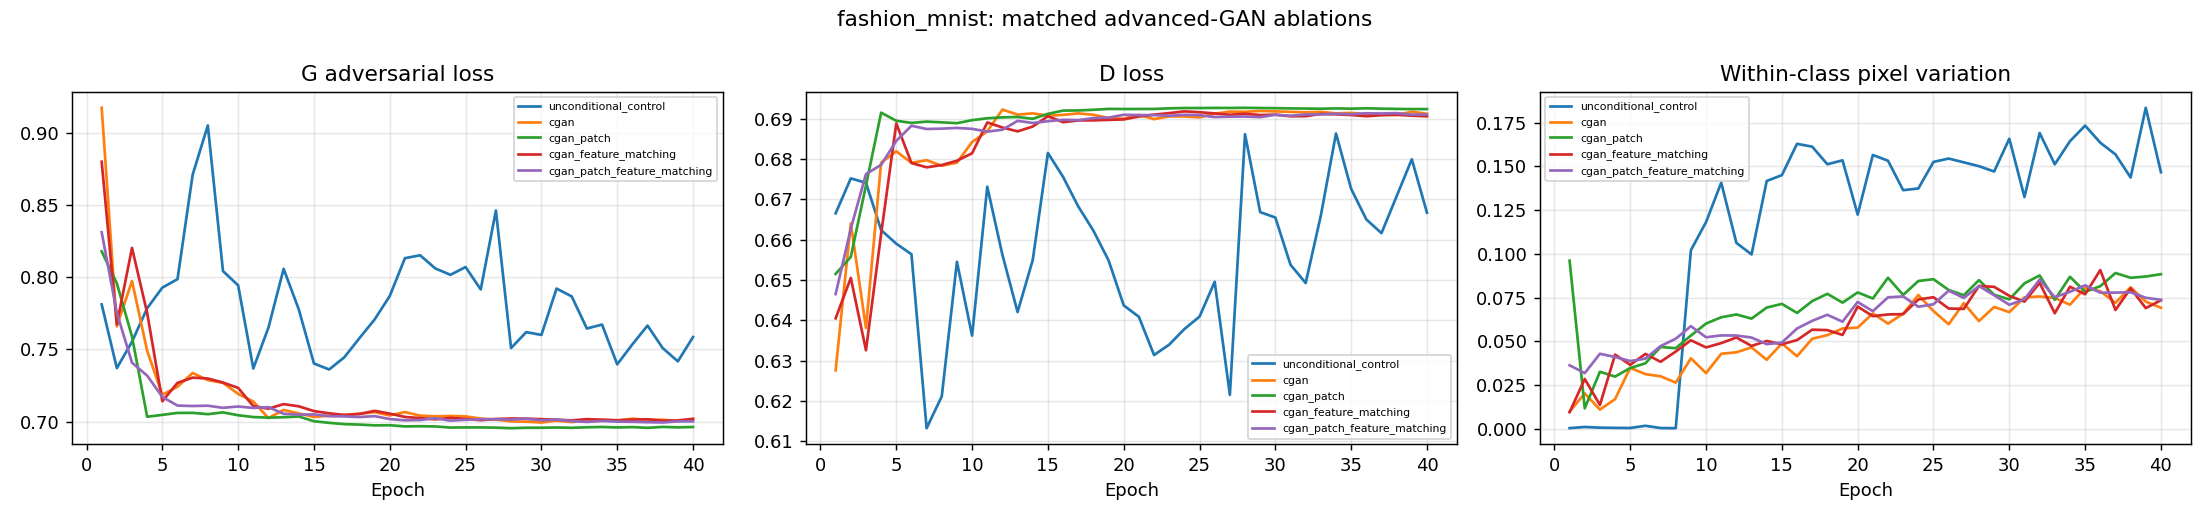 fashion_mnist: matched advanced-GAN ablations
G adversarial loss
0.90
0.85
0.80
0.75
0.70
0
5
10
15
20
25
30
35
40
Epoch
unconditional_control
cgan
cgan_patch
cgan_feature_matching
cgan_patch_feature_matching
D loss
0.69
0.68
0.67
0.66
0.65
0.64
0.63
0.62
0.61
0
5
10
15
20
25
30
35
40
Epoch
unconditional_control
cgan
cgan_patch
cgan_feature_matching
cgan_patch_feature_matching
Within-class pixel variation
0.175
0.150
0.125
0.100
0.075
0.050
0.025
0.000
0
5
10
15
20
25
30
35
40
Epoch
unconditional_control
cgan
cgan_patch
cgan_feature_matching
cgan_patch_feature_matching